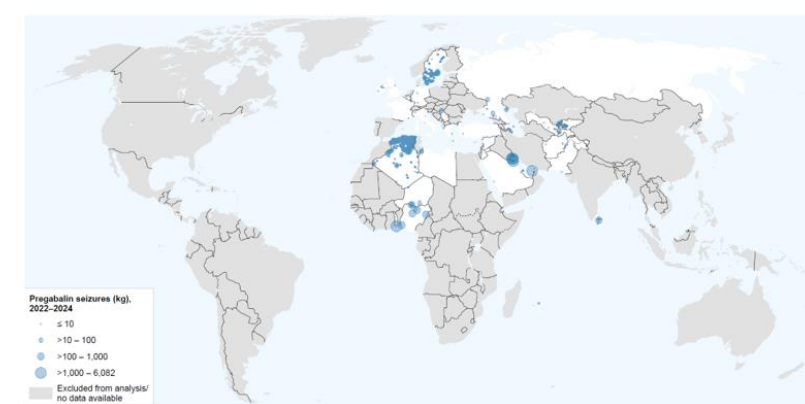 Pregabalin seizures (kg),
2022–2024
≤ 10
>10 – 100
>100 – 1,000
>1,000 – 6,082
Excluded from analysis/
no data available